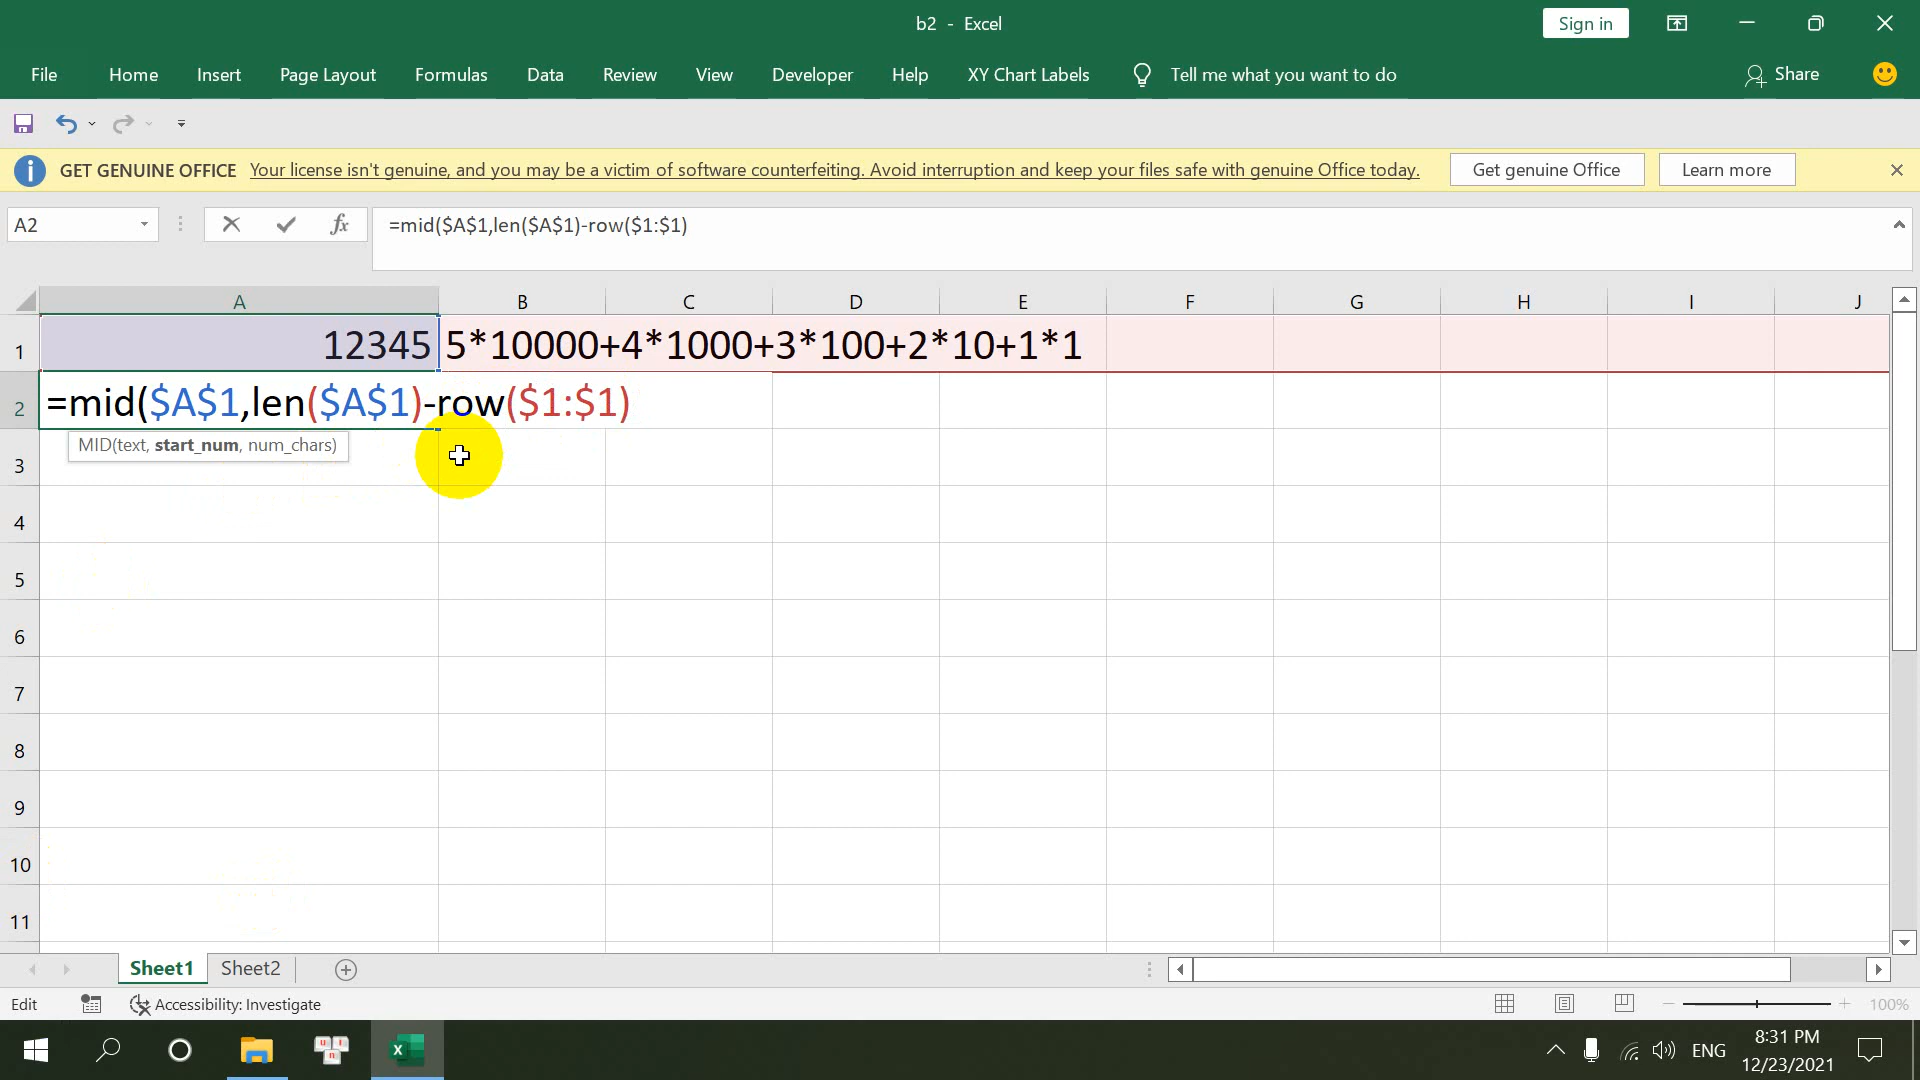 b2 - Excel
Sign in
File Home Insert Page Layout Formulas Data Review View Developer Help XY Chart Labels Tell me what you want to do Share
GET GENUINE OFFICE Your license isn't genuine, and you may be a victim of software counterfeiting. Avoid interruption and keep your files safe with genuine Office today. Get genuine Office Learn more
A2 fx =mid($A$1,len($A$1)-row($1:$1)
A B C D E F G H I J
1 12345 5*10000+4*1000+3*100+2*10+1*1
2 =mid($A$1,len($A$1)-row($1:$1)
MID(text, start_num, num_chars)
3
4
5
6
7
8
9
10
11
Sheet1 Sheet2
Edit Accessibility: Investigate 100%
u i n
X
ENG
8:31 PM
12/23/2021